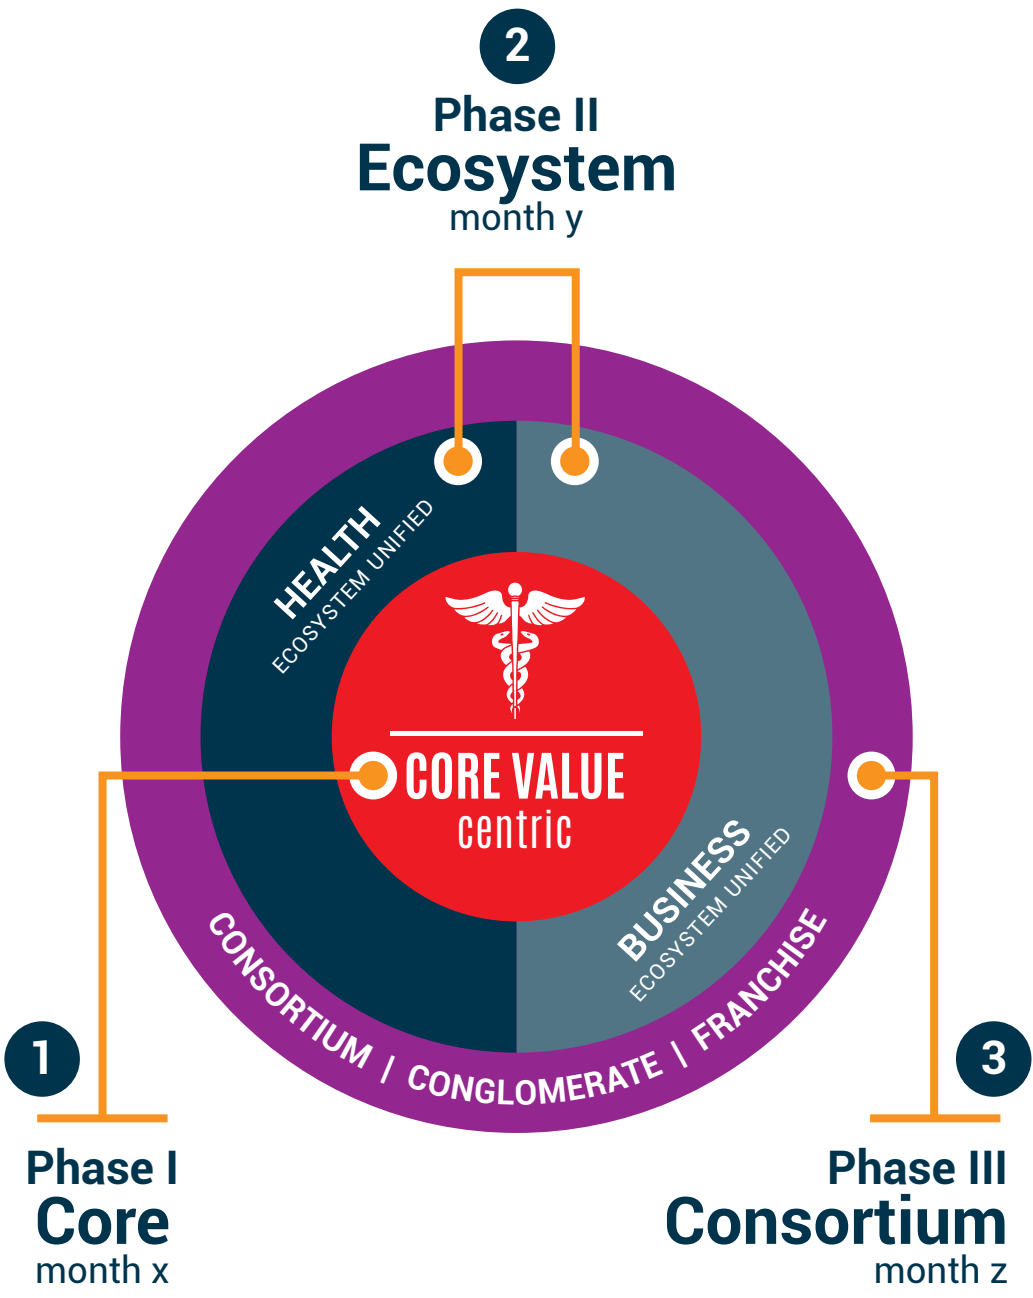 2
Phase II
Ecosystem
month y
HEALTH
ECOSYSTEM UNIFIED
CORE VALUE
centric
BUSINESS
ECOSYSTEM UNIFIED
CONSORTIUM | CONGLOMERATE | FRANCHISE
1
Phase I
Core
month x
3
Phase III
Consortium
month z